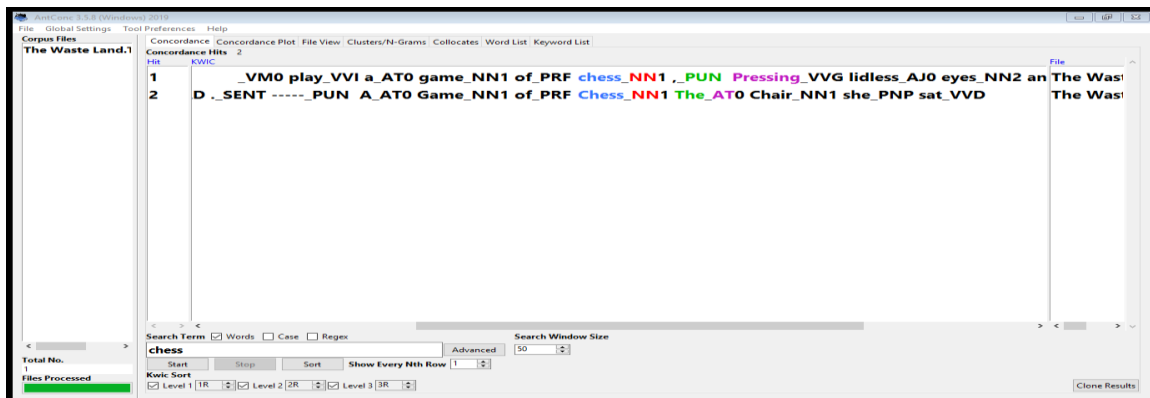 AntConc 3.5.8 (Windows) 2019
File Global Settings Tool Preferences Help
Corpus Files
The Waste Land.
Concordance Concordance Plot File View Clusters/N-Grams Collocates Word List Keyword List
Concordance Hits 2
Hit KWIC File
1 _VM0 play_VVI a_AT0 game_NN1 of_PRF chess_NN1 ,_PUN Pressing_VVG lidless_AJ0 eyes_NN2 an The Was
2 D ._SENT -----_PUN A_AT0 Game_NN1 of_PRF Chess_NN1 The_AT0 Chair_NN1 she_PNP sat_VVD The Was
Search Term Words Case Regex Search Window Size
chess Advanced 50
Start Stop Sort Show Every Nth Row 1
Total No.
1
Files Processed
Kwic Sort
Level 1 1R Level 2 2R Level 3 3R Clone Results